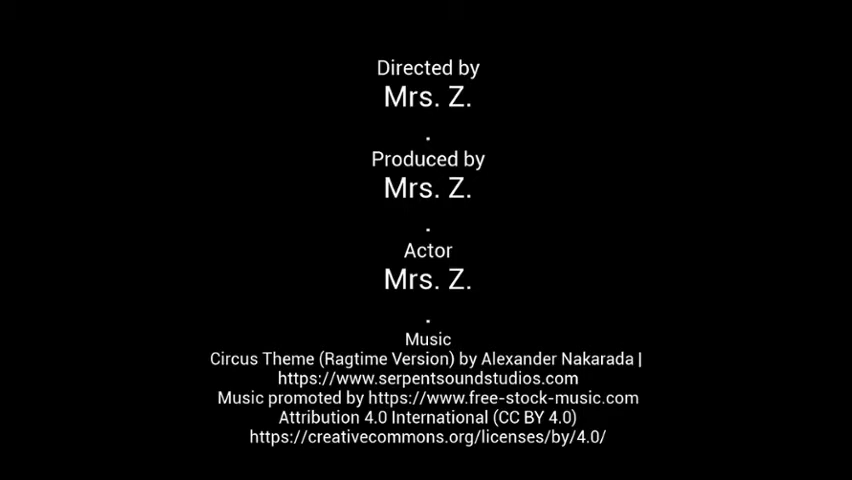 Directed by
Mrs. Z.
.
Produced by
Mrs. Z.
.
Actor
Mrs. Z.
.
Music
Circus Theme (Ragtime Version) by Alexander Nakarada |
https://www.serpentsoundstudios.com
Music promoted by https://www.free-stock-music.com
Attribution 4.0 International (CC BY 4.0)
https://creativecommons.org/licenses/by/4.0/